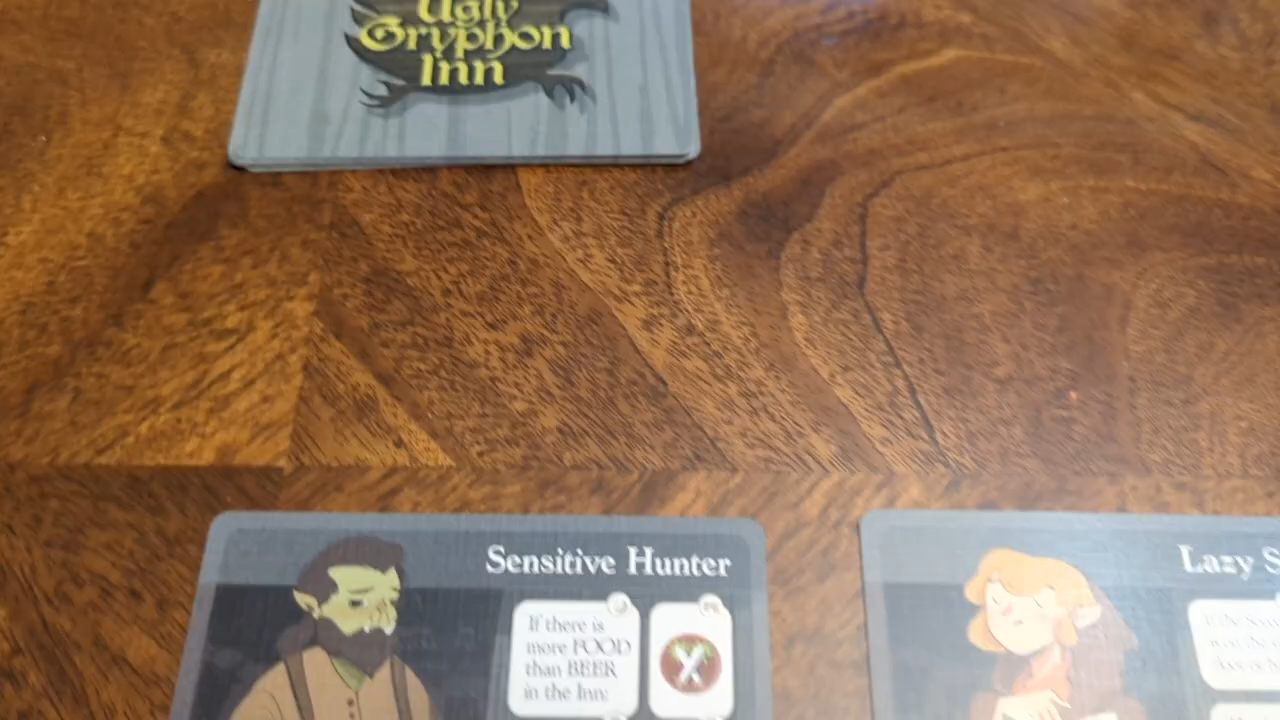 Ugly
Gryphon
Inn
Sensitive Hunter
If there is
more FOOD
than BEER
in the Inn:
Lazy S